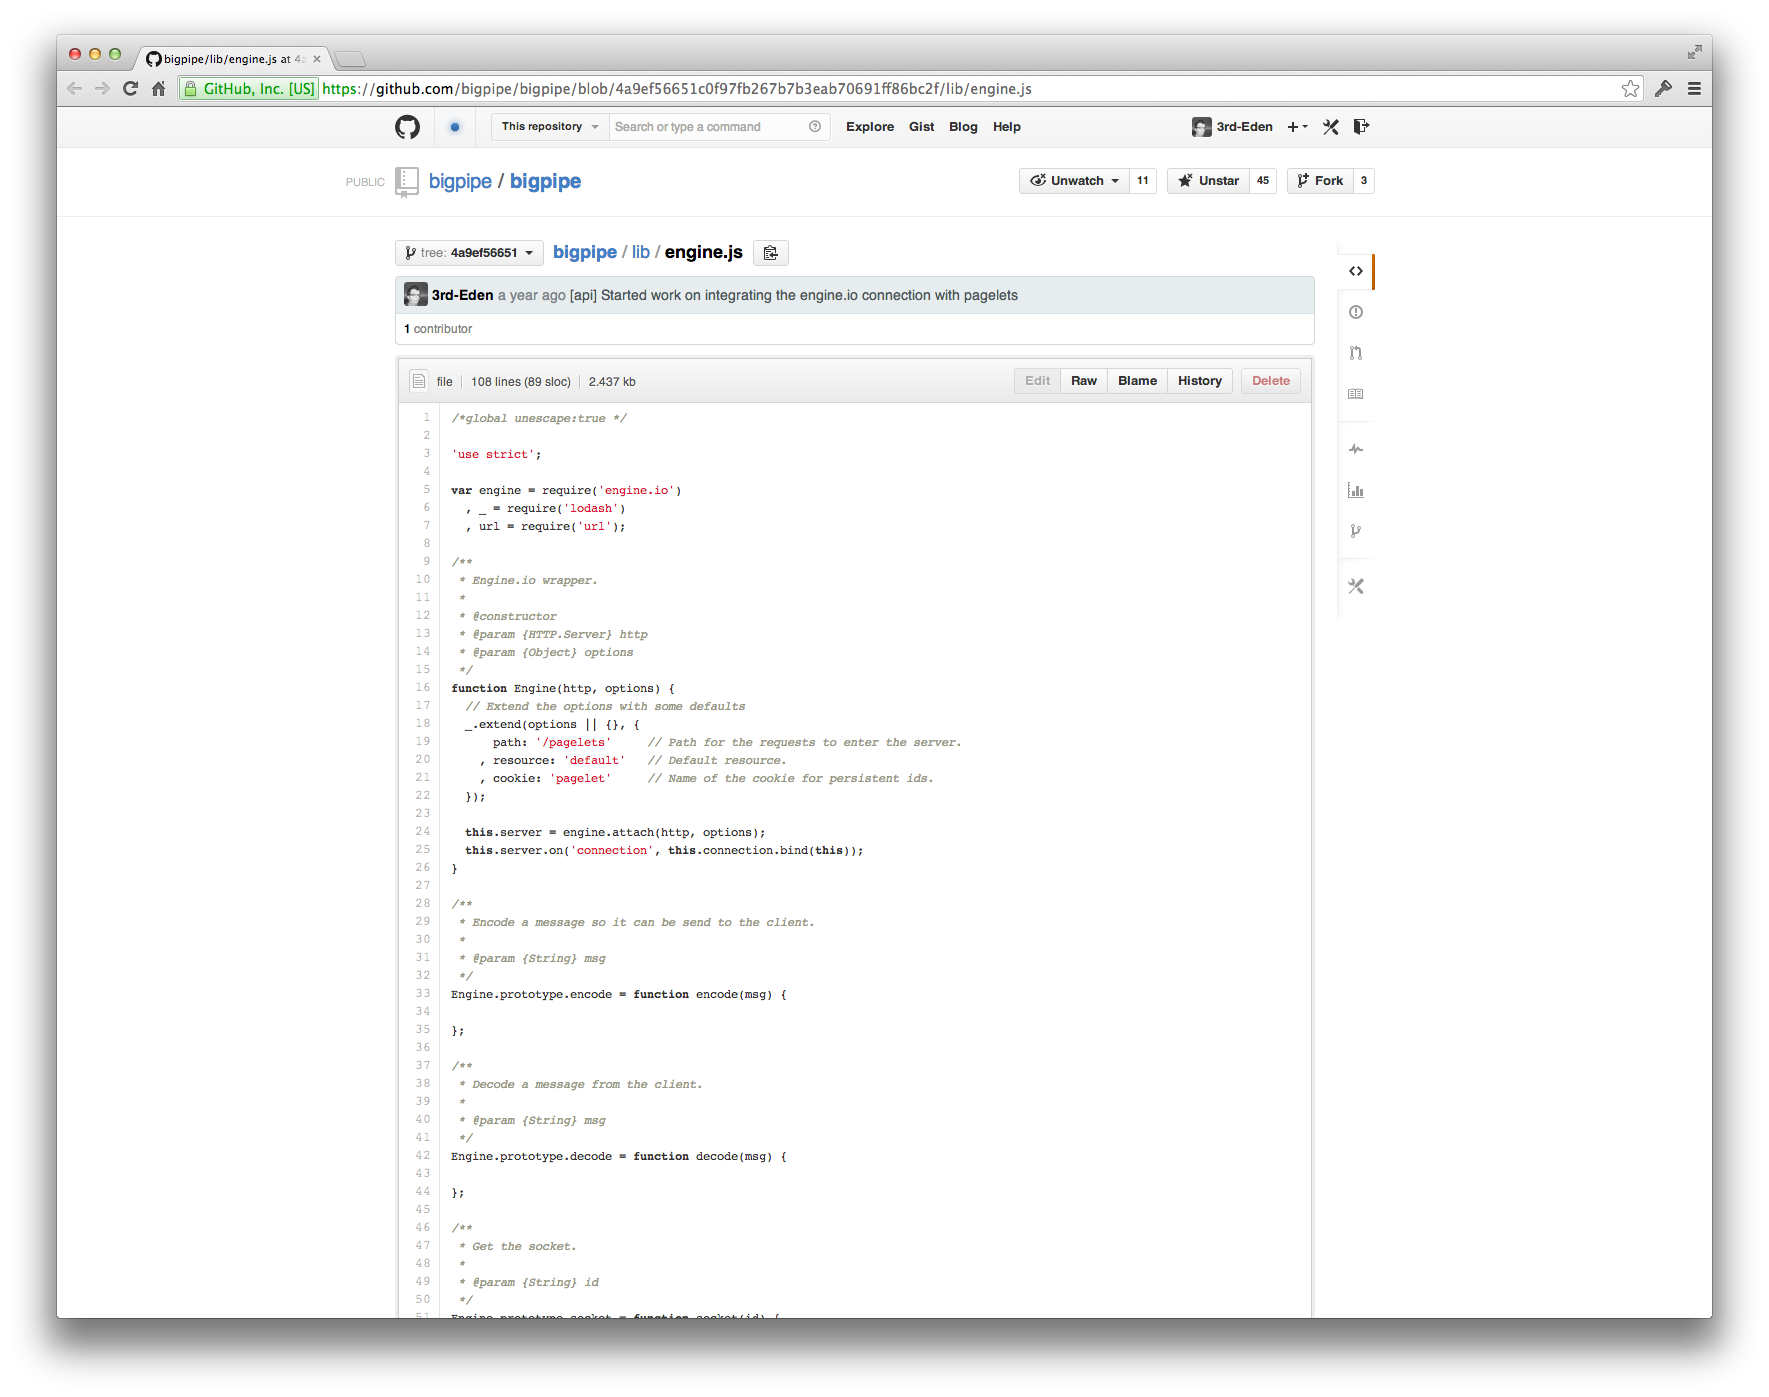 bigpipe/lib/engine.js at 4a
GitHub, Inc. [US] https://github.com/bigpipe/bigpipe/blob/4a9ef56651c0f97fb267b7b3eab70691ff86bc2f/lib/engine.js
This repository Search or type a command Explore Gist Blog Help 3rd-Eden
PUBLIC bigpipe / bigpipe Unwatch 11 Unstar 45 Fork 3
tree: 4a9ef56651 bigpipe / lib / engine.js
3rd-Eden a year ago [api] Started work on integrating the engine.io connection with pagelets
1 contributor
file 108 lines (89 sloc) 2.437 kb Edit Raw Blame History Delete
1 /*global unescape:true */
2
3 'use strict';
4
5 var engine = require('engine.io')
6 , _ = require('lodash')
7 , url = require('url');
8
9 /**
10 * Engine.io wrapper.
11 *
12 * @constructor
13 * @param {HTTP.Server} http
14 * @param {Object} options
15 */
16 function Engine(http, options) {
17 // Extend the options with some defaults
18 _.extend(options || {}, {
19 path: '/pagelets' // Path for the requests to enter the server.
20 , resource: 'default' // Default resource.
21 , cookie: 'pagelet' // Name of the cookie for persistent ids.
22 });
23
24 this.server = engine.attach(http, options);
25 this.server.on('connection', this.connection.bind(this));
26 }
27
28 /**
29 * Encode a message so it can be send to the client.
30 *
31 * @param {String} msg
32 */
33 Engine.prototype.encode = function encode(msg) {
34
35 };
36
37 /**
38 * Decode a message from the client.
39 *
40 * @param {String} msg
41 */
42 Engine.prototype.decode = function decode(msg) {
43
44 };
45
46 /**
47 * Get the socket.
48 *
49 * @param {String} id
50 */
51 Engine.prototype.socket = function socket(id) {